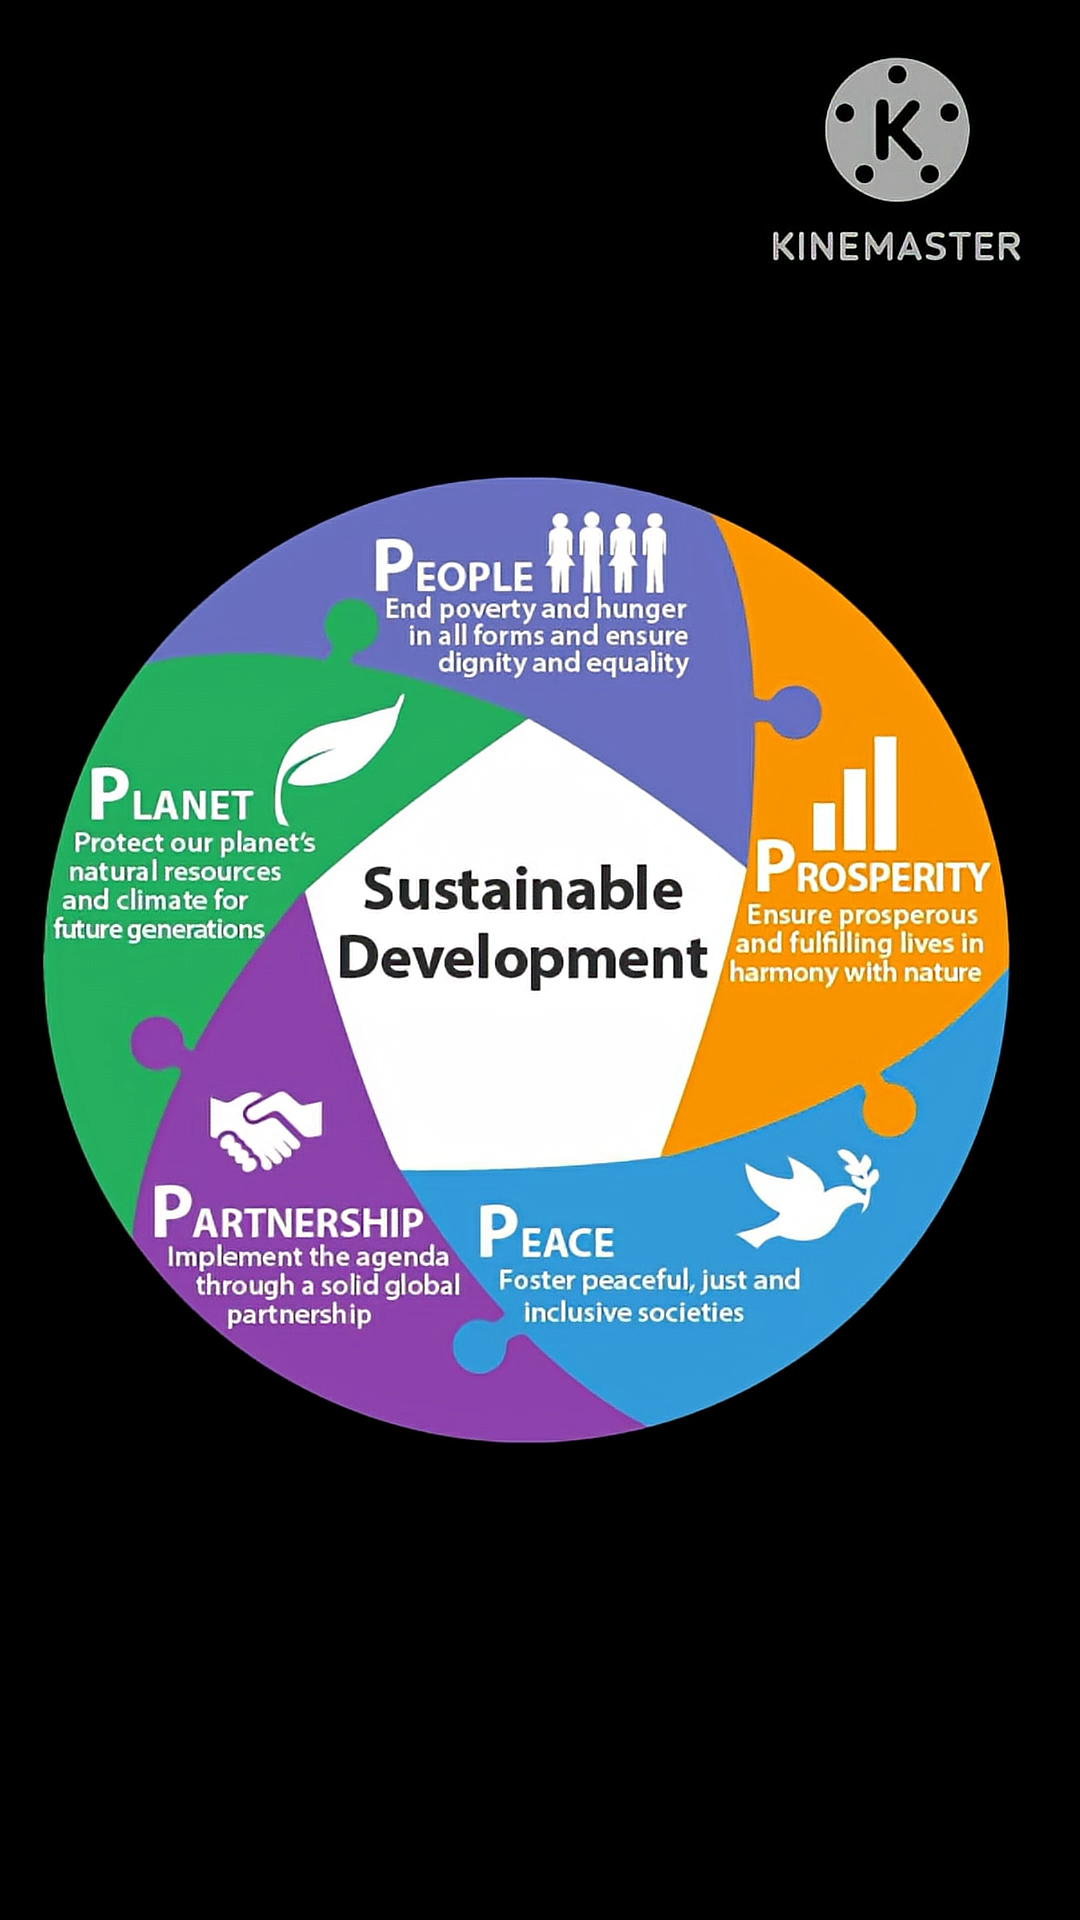 K
KINEMASTER
PEOPLE
End poverty and hunger
in all forms and ensure
dignity and equality
PROSPERITY
Ensure prosperous
and fulfilling lives in
harmony with nature
PLANET
Protect our planet's
natural resources
and climate for
future generations
Sustainable
Development
PARTNERSHIP
Implement the agenda
through a solid global
partnership
PEACE
Foster peaceful, just and
inclusive societies